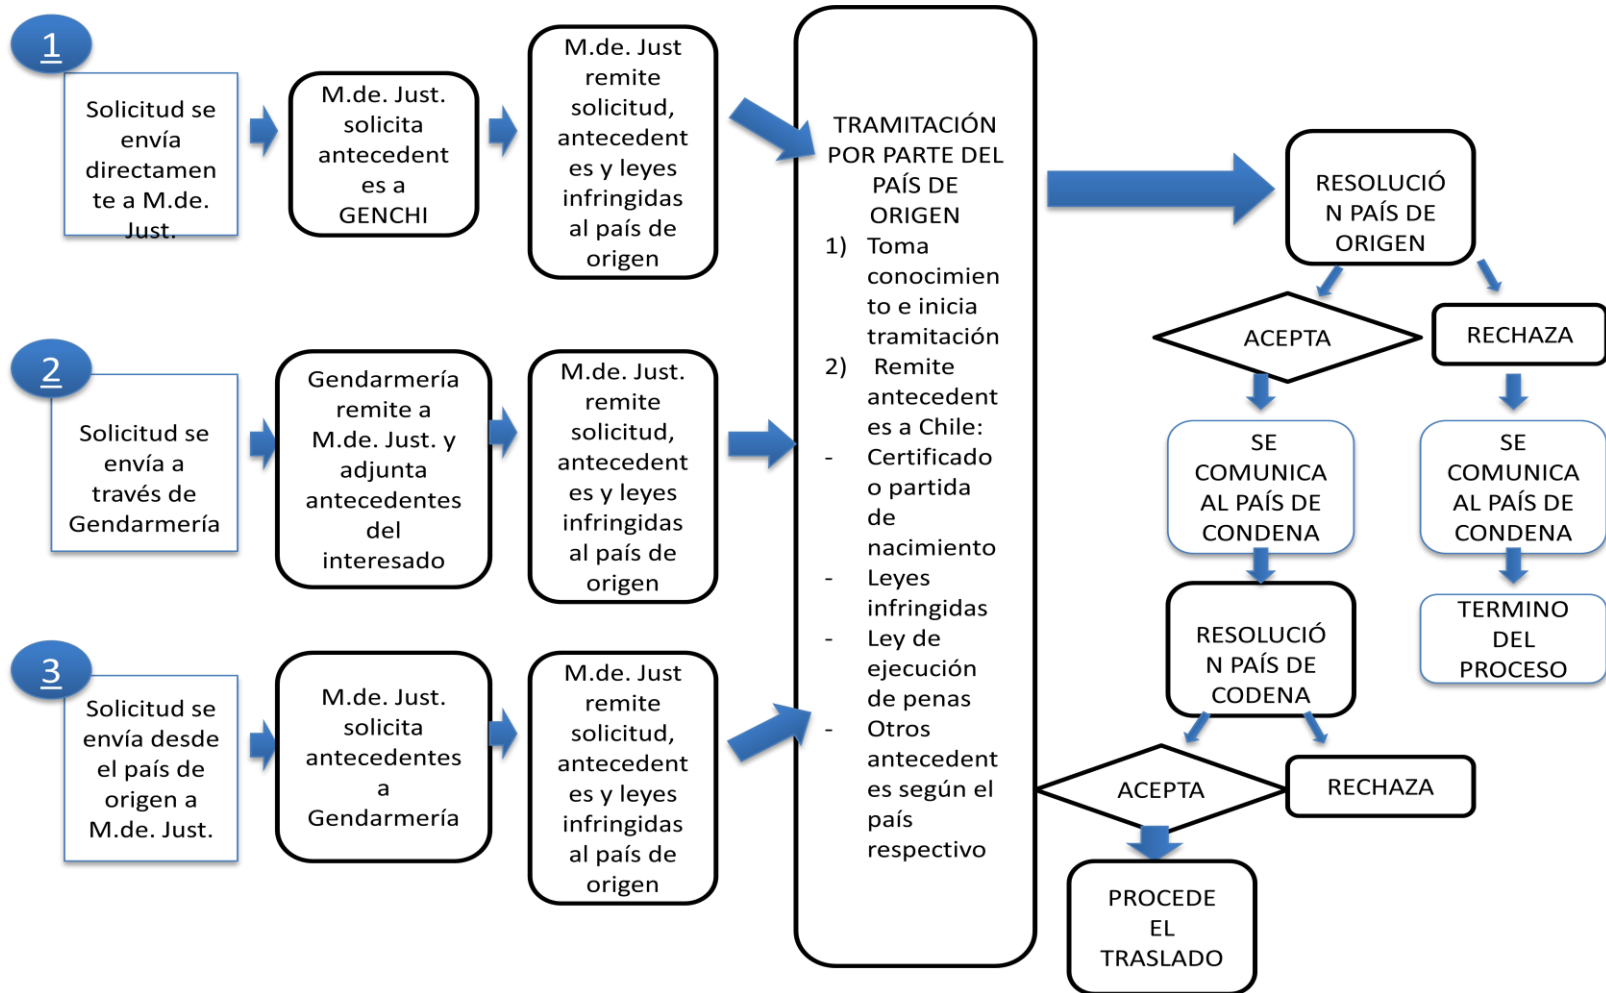 1
Solicitud se
envía
directamen
te a M.de.
Just.
M.de. Just.
solicita
antecedent
es a
GENCHI
M.de. Just
remite
solicitud,
antecedent
es y leyes
infringidas
al país de
origen
2
Solicitud se
envía a
través de
Gendarmería
Gendarmería
remite a
M.de. Just. y
adjunta
antecedentes
del
interesado
M.de. Just.
remite
solicitud,
antecedent
es y leyes
infringidas
al país de
origen
3
Solicitud se
envía desde
el país de
origen a
M.de. Just.
M.de. Just.
solicita
antecedentes
a
Gendarmería
M.de. Just
remite
solicitud,
antecedent
es y leyes
infringidas
al país de
origen
TRAMITACIÓN
POR PARTE DEL
PAÍS DE
ORIGEN
1) Toma
conocimien
to e inicia
tramitación
2) Remite
antecedent
es a Chile:
- Certificado
o partida
de
nacimiento
- Leyes
infringidas
- Ley de
ejecución
de penas
- Otros
antecedent
es según el
país
respectivo
RESOLUCIÓ
N PAÍS DE
ORIGEN
ACEPTA
RECHAZA
SE
COMUNICA
AL PAÍS DE
CONDENA
SE
COMUNICA
AL PAÍS DE
CONDENA
RESOLUCIÓ
N PAÍS DE
CODENA
TERMINO
DEL
PROCESO
ACEPTA
RECHAZA
PROCEDE
EL
TRASLADO